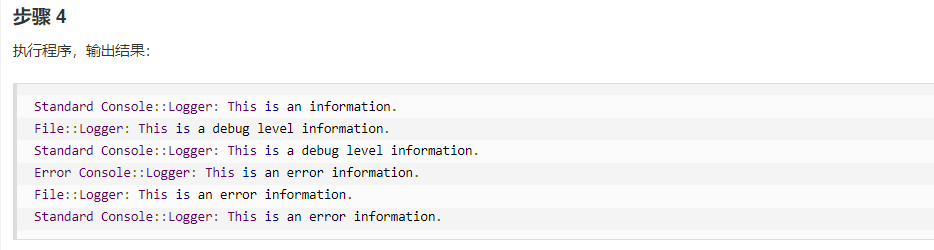 步骤 4
执行程序，输出结果：
Standard Console::Logger: This is an information.
File::Logger: This is a debug level information.
Standard Console::Logger: This is a debug level information.
Error Console::Logger: This is an error information.
File::Logger: This is an error information.
Standard Console::Logger: This is an error information.